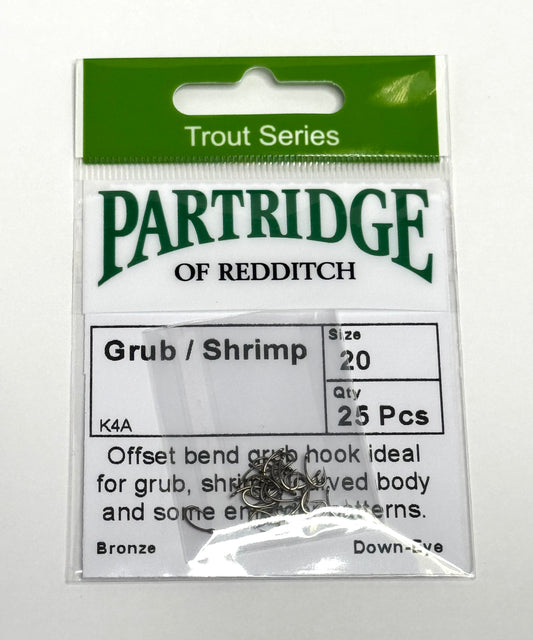 Trout Series
PARTRIDGE
OF REDDITCH
Grub / Shrimp
Size
20
Qty
25 Pcs
K4A
Offset bend grub hook ideal
for grub, body
and some patterns.
Bronze
Down-Eye